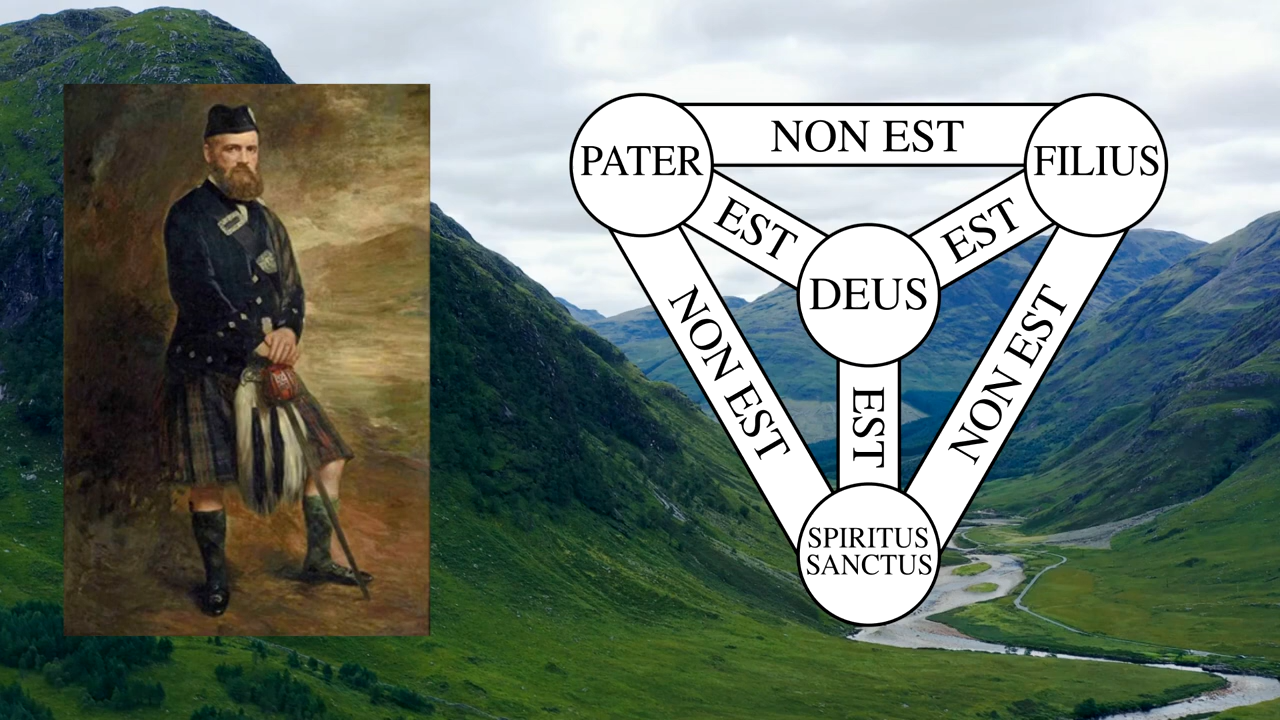 NON EST
PATER
FILIUS
EST
EST
DEUS
NON EST
EST
NON EST
SPIRITUS
SANCTUS